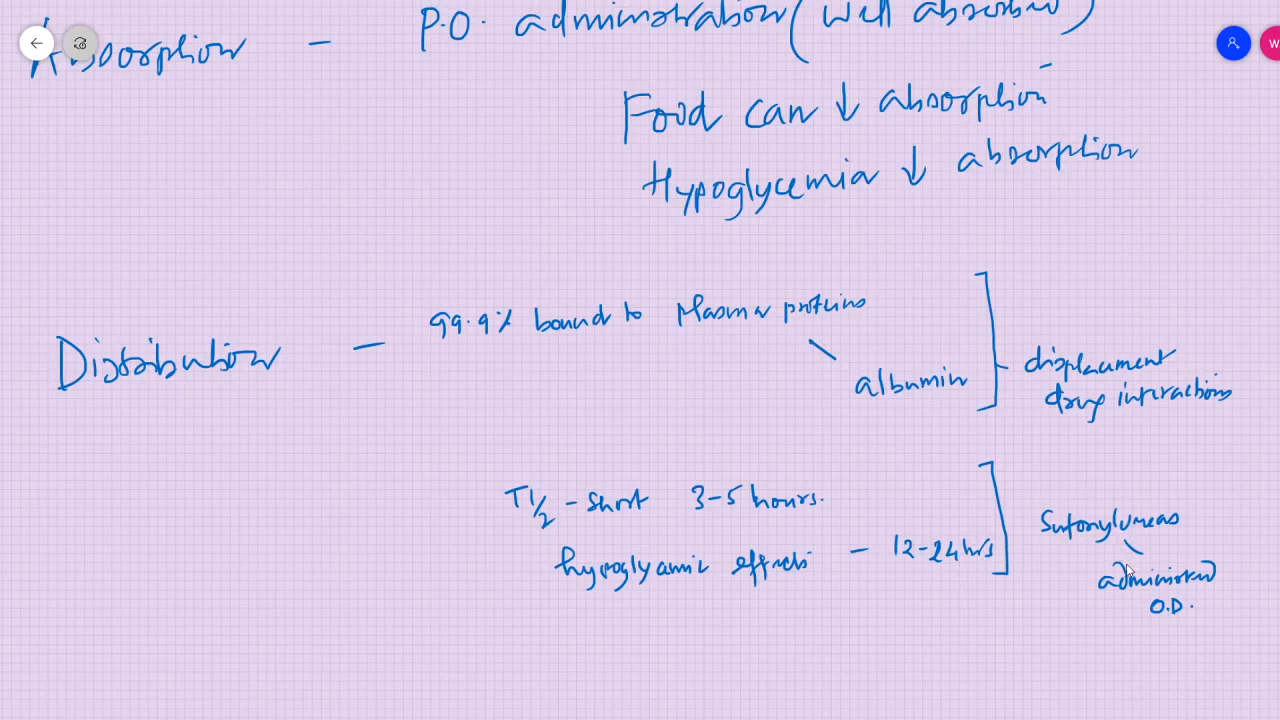 P.O. administration (Well absorbed)
Absorption -
Food can ↓ absorption
Hypoglycemia ↓ absorption
Distribution - 99.9% bound to plasma proteins
albumin
displacement
drug interactions
T1/2 - short 3-5 hours.
hypoglyamic effects - 12-24 hrs
Sulfonylureas
administered
O.D.
W